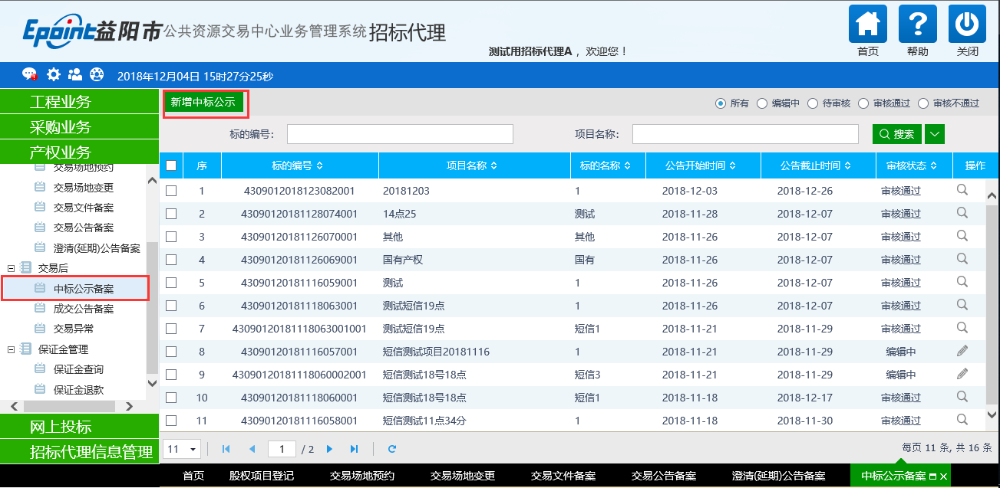 Epoint益阳市公共资源交易中心业务管理系统 招标代理
测试用招标代理A ，欢迎您！
首页 帮助 关闭
2018年12月04日 15时27分25秒
工程业务
采购业务
产权业务
交易场地预约
交易场地变更
交易文件备案
交易公告备案
澄清(延期)公告备案
交易后
中标公示备案
成交公告备案
交易异常
保证金管理
保证金查询
保证金退款
网上投标
招标代理信息管理
新增中标公示
所有 编辑中 待审核 审核通过 审核不通过
标的编号： 项目名称： 搜索
序 标的编号 项目名称 标的名称 公告开始时间 公告截止时间 审核状态 操作
1 4309012018123082001 20181203 1 2018-12-03 2018-12-26 审核通过
2 43090120181128074001 14点25 测试 2018-11-28 2018-12-07 审核通过
3 43090120181126070001 其他 其他 2018-11-26 2018-12-07 审核通过
4 43090120181126069001 国有产权 国有 2018-11-26 2018-12-07 审核通过
5 43090120181116059001 测试 1 2018-11-26 2018-12-07 审核通过
6 43090120181118063001 测试短信19点 1 2018-11-26 2018-12-07 审核通过
7 43090120181118063001001 测试短信19点 短信1 2018-11-21 2018-11-29 审核通过
8 43090120181116057001 短信测试项目20181116 1 2018-11-21 2018-11-29 编辑中
9 43090120181118060002001 短信测试18号18点 短信3 2018-11-21 2018-11-29 编辑中
10 43090120181118060001 短信测试18号18点 短信1 2018-11-18 2018-12-17 审核通过
11 43090120181116058001 短信测试11点34分 1 2018-11-18 2018-11-30 审核通过
11 1 / 2 每页 11 条, 共 16 条
首页 股权项目登记 交易场地预约 交易场地变更 交易文件备案 交易公告备案 澄清(延期)公告备案 中标公示备案